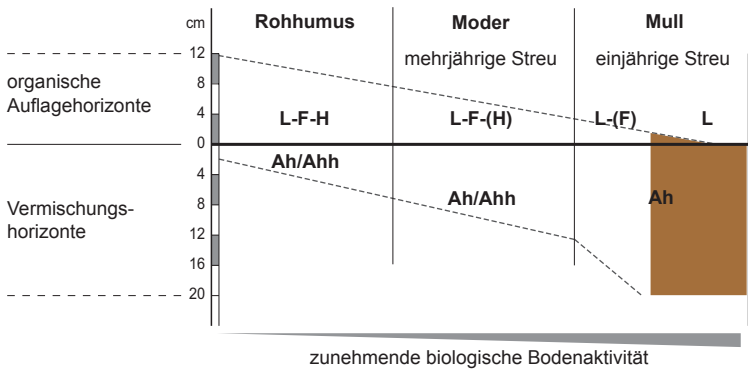 cm
Rohhumus
Moder
Mull
mehrjährige Streu
einjährige Streu
12
8
4
0
4
8
12
16
20
organische
Auflagehorizonte
L-F-H
L-F-(H)
L-(F)
L
Ah/Ahh
Ah/Ahh
Ah
Vermischungs-
horizonte
zunehmende biologische Bodenaktivität